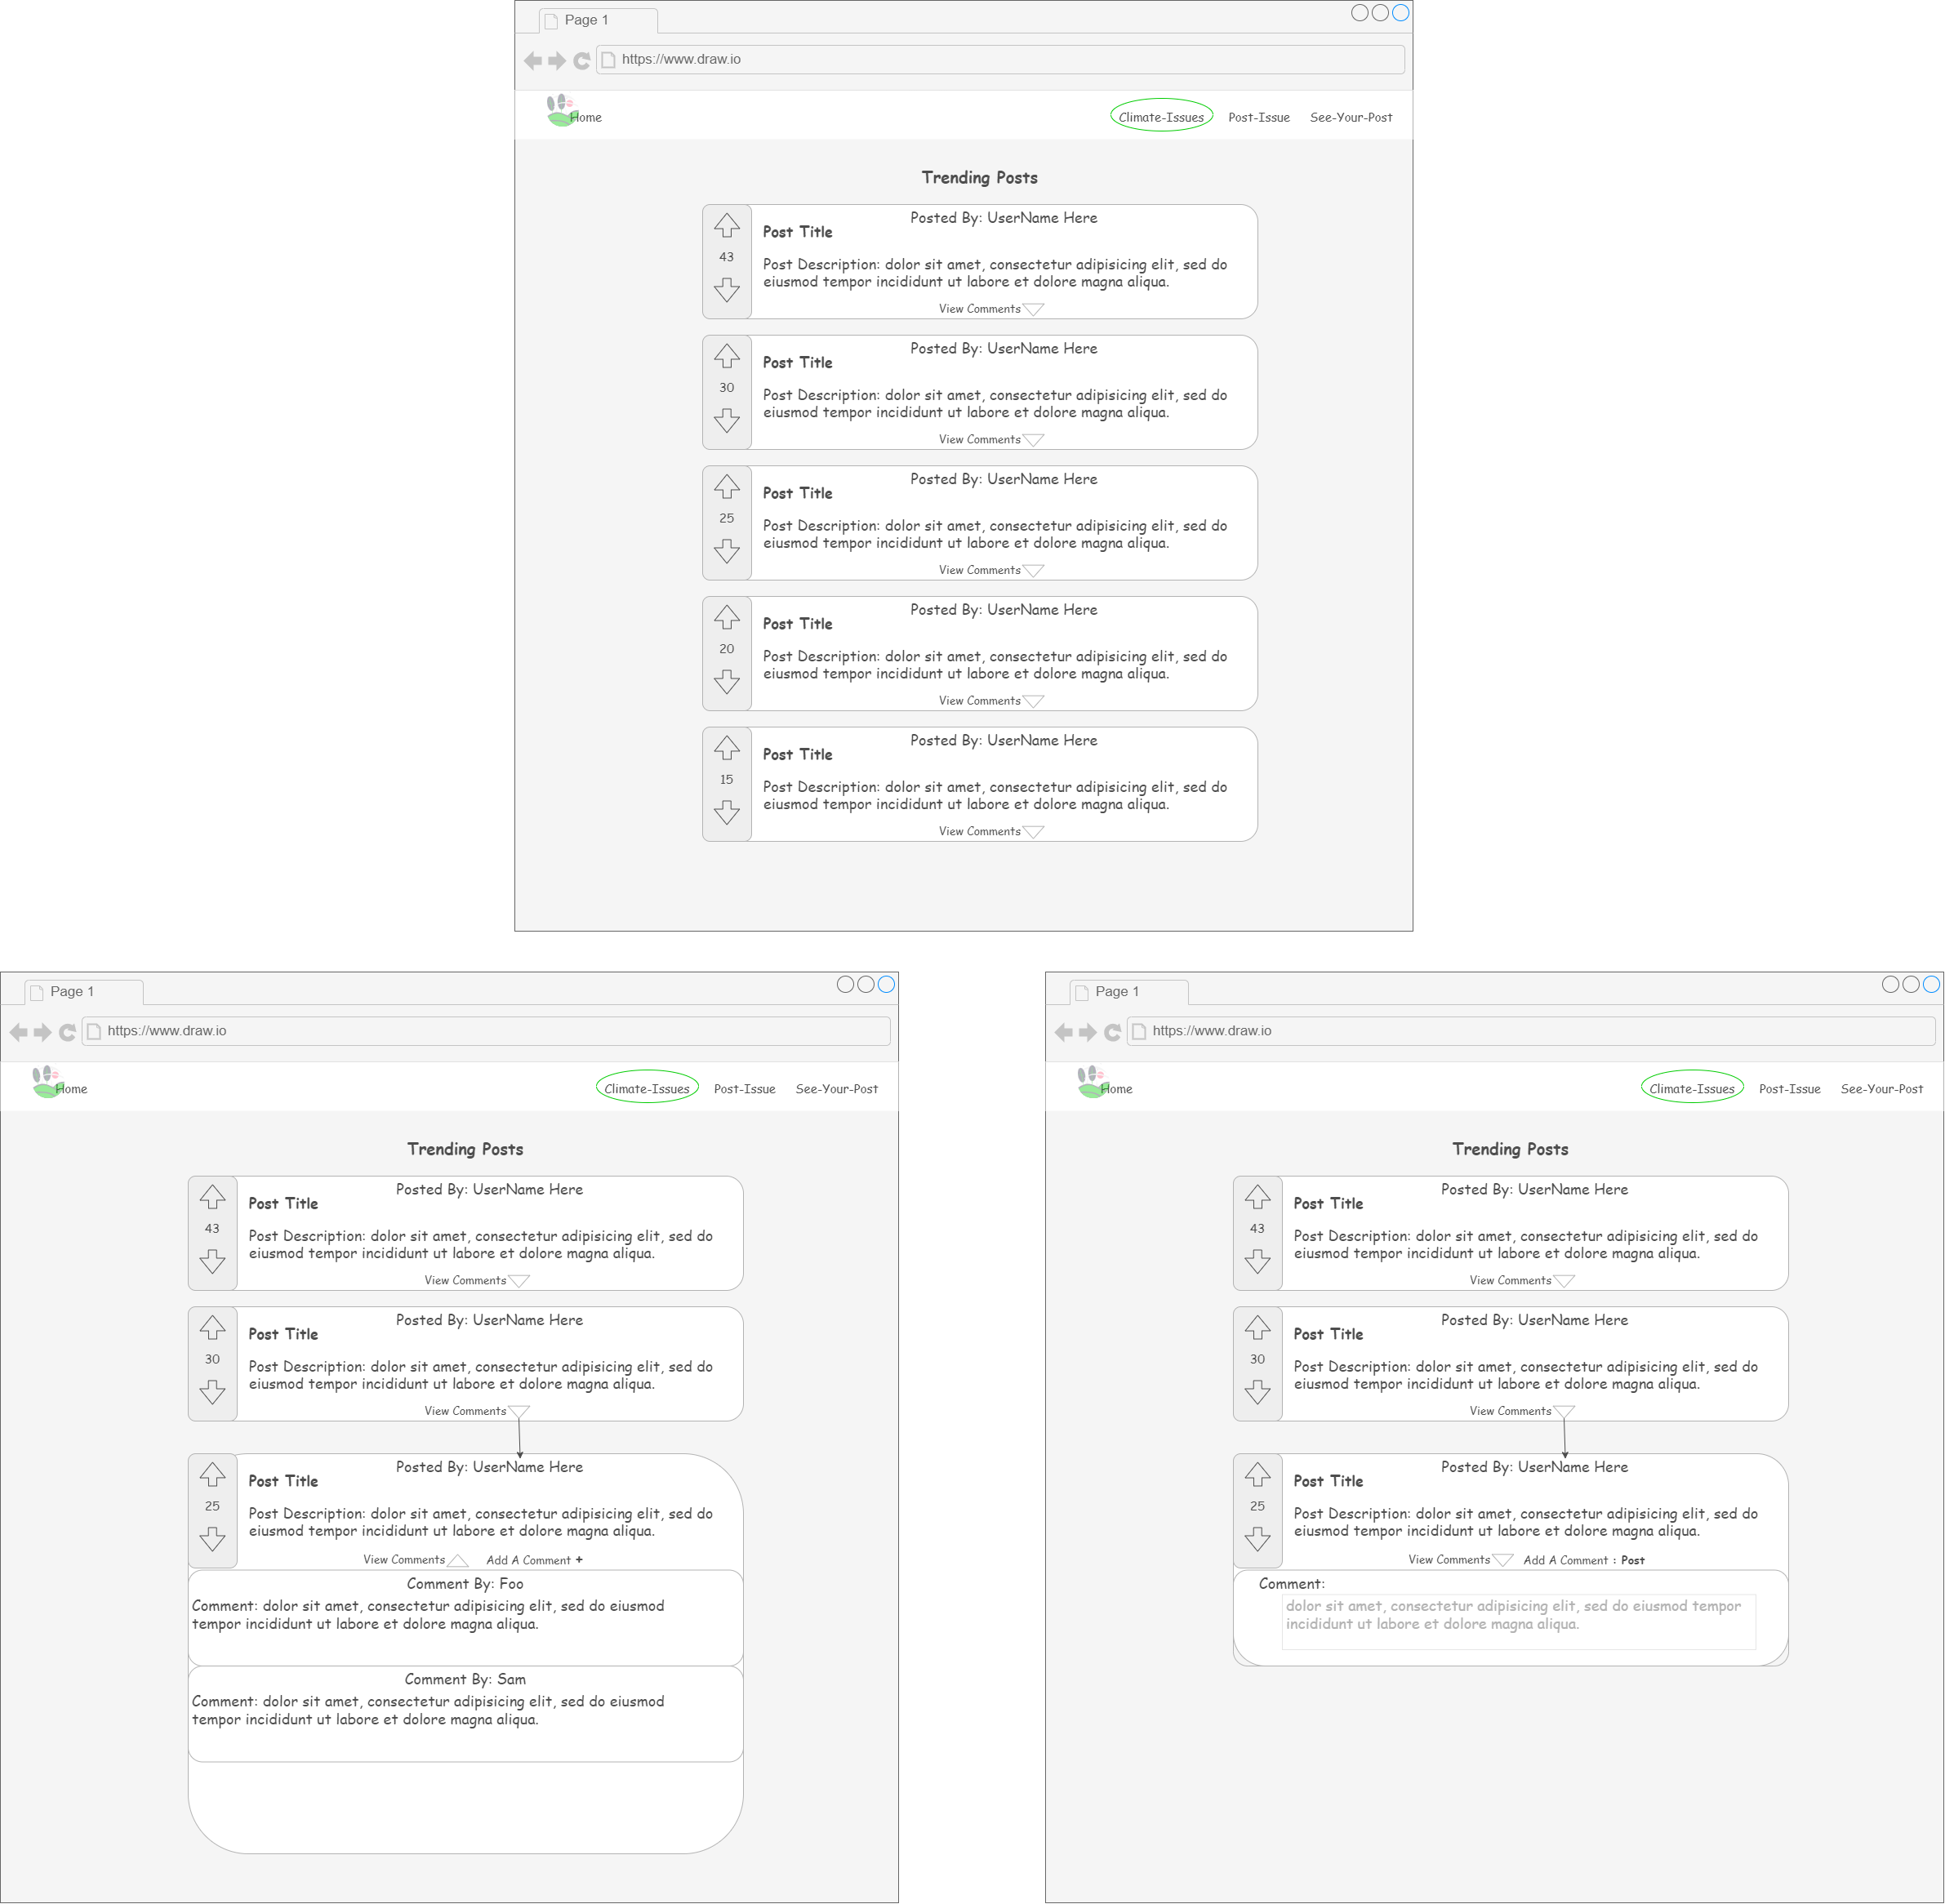 Page 1
https://www.draw.io
Home
Climate-Issues
Post-Issue
See-Your-Post
Trending Posts
Posted By: UserName Here
Post Title
43
Post Description: dolor sit amet, consectetur adipisicing elit, sed do
eiusmod tempor incididunt ut labore et dolore magna aliqua.
View Comments
Posted By: UserName Here
Post Title
30
Post Description: dolor sit amet, consectetur adipisicing elit, sed do
eiusmod tempor incididunt ut labore et dolore magna aliqua.
View Comments
Posted By: UserName Here
Post Title
25
Post Description: dolor sit amet, consectetur adipisicing elit, sed do
eiusmod tempor incididunt ut labore et dolore magna aliqua.
View Comments
Posted By: UserName Here
Post Title
20
Post Description: dolor sit amet, consectetur adipisicing elit, sed do
eiusmod tempor incididunt ut labore et dolore magna aliqua.
View Comments
Posted By: UserName Here
Post Title
15
Post Description: dolor sit amet, consectetur adipisicing elit, sed do
eiusmod tempor incididunt ut labore et dolore magna aliqua.
View Comments
Page 1
https://www.draw.io
Home
Climate-Issues
Post-Issue
See-Your-Post
Trending Posts
Posted By: UserName Here
Post Title
43
Post Description: dolor sit amet, consectetur adipisicing elit, sed do
eiusmod tempor incididunt ut labore et dolore magna aliqua.
View Comments
Posted By: UserName Here
Post Title
30
Post Description: dolor sit amet, consectetur adipisicing elit, sed do
eiusmod tempor incididunt ut labore et dolore magna aliqua.
View Comments
Posted By: UserName Here
Post Title
25
Post Description: dolor sit amet, consectetur adipisicing elit, sed do
eiusmod tempor incididunt ut labore et dolore magna aliqua.
View Comments
Add A Comment +
Comment By: Foo
Comment: dolor sit amet, consectetur adipisicing elit, sed do eiusmod
tempor incididunt ut labore et dolore magna aliqua.
Comment By: Sam
Comment: dolor sit amet, consectetur adipisicing elit, sed do eiusmod
tempor incididunt ut labore et dolore magna aliqua.
Page 1
https://www.draw.io
Home
Climate-Issues
Post-Issue
See-Your-Post
Trending Posts
Posted By: UserName Here
Post Title
43
Post Description: dolor sit amet, consectetur adipisicing elit, sed do
eiusmod tempor incididunt ut labore et dolore magna aliqua.
View Comments
Posted By: UserName Here
Post Title
30
Post Description: dolor sit amet, consectetur adipisicing elit, sed do
eiusmod tempor incididunt ut labore et dolore magna aliqua.
View Comments
Posted By: UserName Here
Post Title
25
Post Description: dolor sit amet, consectetur adipisicing elit, sed do
eiusmod tempor incididunt ut labore et dolore magna aliqua.
View Comments
Add A Comment : Post
Comment:
dolor sit amet, consectetur adipisicing elit, sed do eiusmod tempor
incididunt ut labore et dolore magna aliqua.